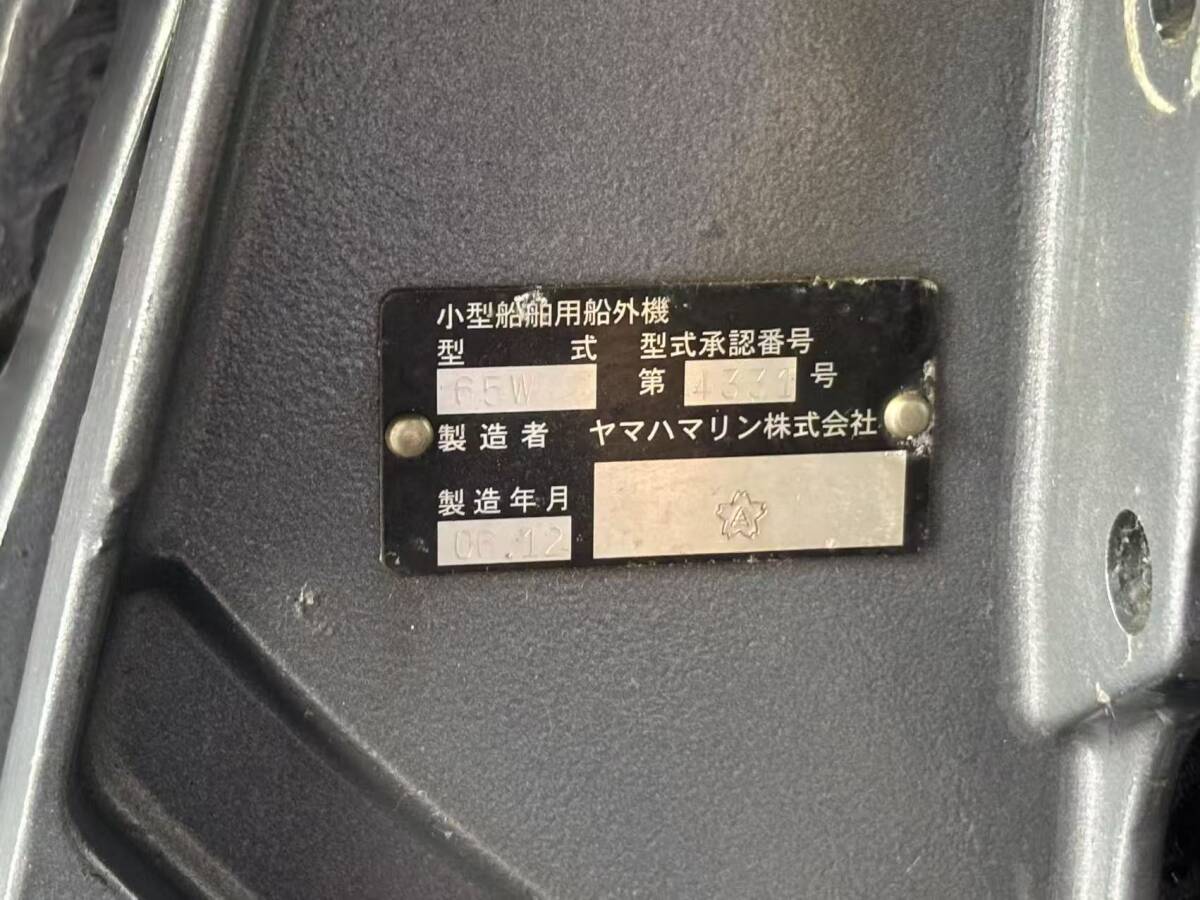 小型船舶用船外機
型 式 型式承認番号
65W 第 4331 号
製造者 ヤマハマリン株式会社
製造年月
06.12
A